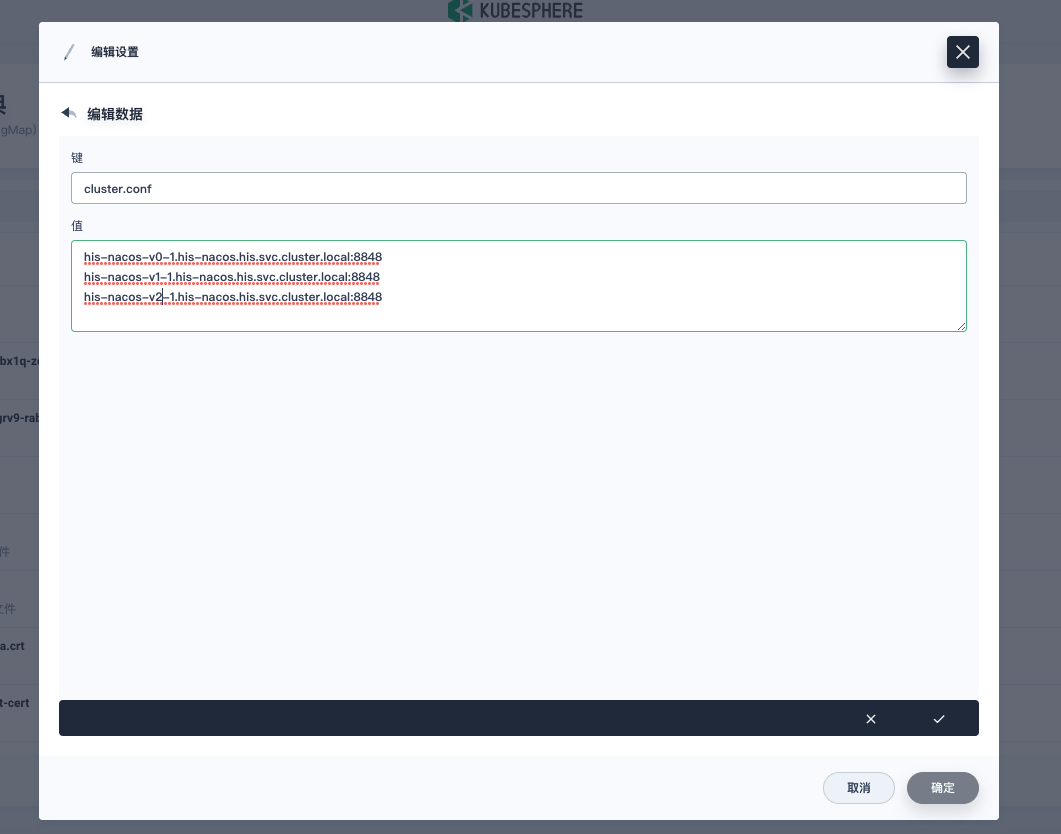 KUBESPHERE
编辑设置
编辑数据
gMap)
键
cluster.conf
值
his-nacos-v0-1.his-nacos.his.svc.cluster.local:8848
his-nacos-v1-1.his-nacos.his.svc.cluster.local:8848
his-nacos-v2-1.his-nacos.his.svc.cluster.local:8848
bx1q-z
grv9-rab
件
文件
a.crt
t-cert
取消
确定